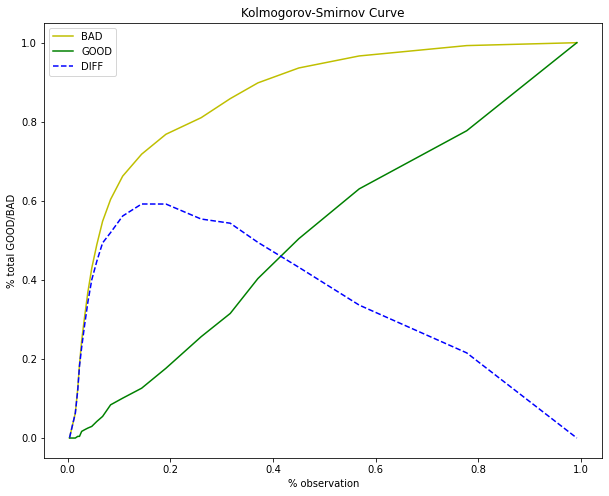 Kolmogorov-Smirnov Curve
BAD
GOOD
DIFF
% total GOOD/BAD
1.0
0.8
0.6
0.4
0.2
0.0
0.0
0.2
0.4
0.6
0.8
1.0
% observation